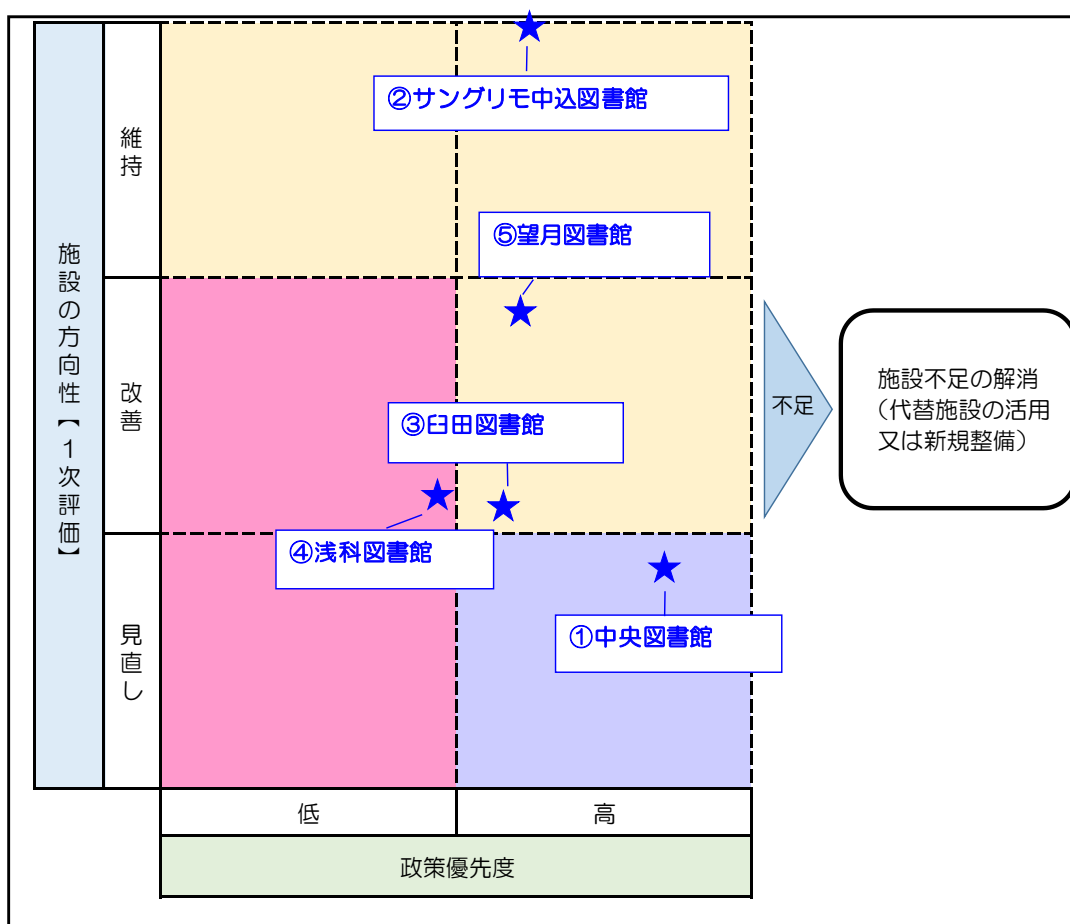 施設の方向性【1次評価】
維持
改善
見直し
②サングリモ中込図書館
⑤望月図書館
③臼田図書館
④浅科図書館
①中央図書館
不足
施設不足の解消
(代替施設の活用
又は新規整備)
低
高
政策優先度